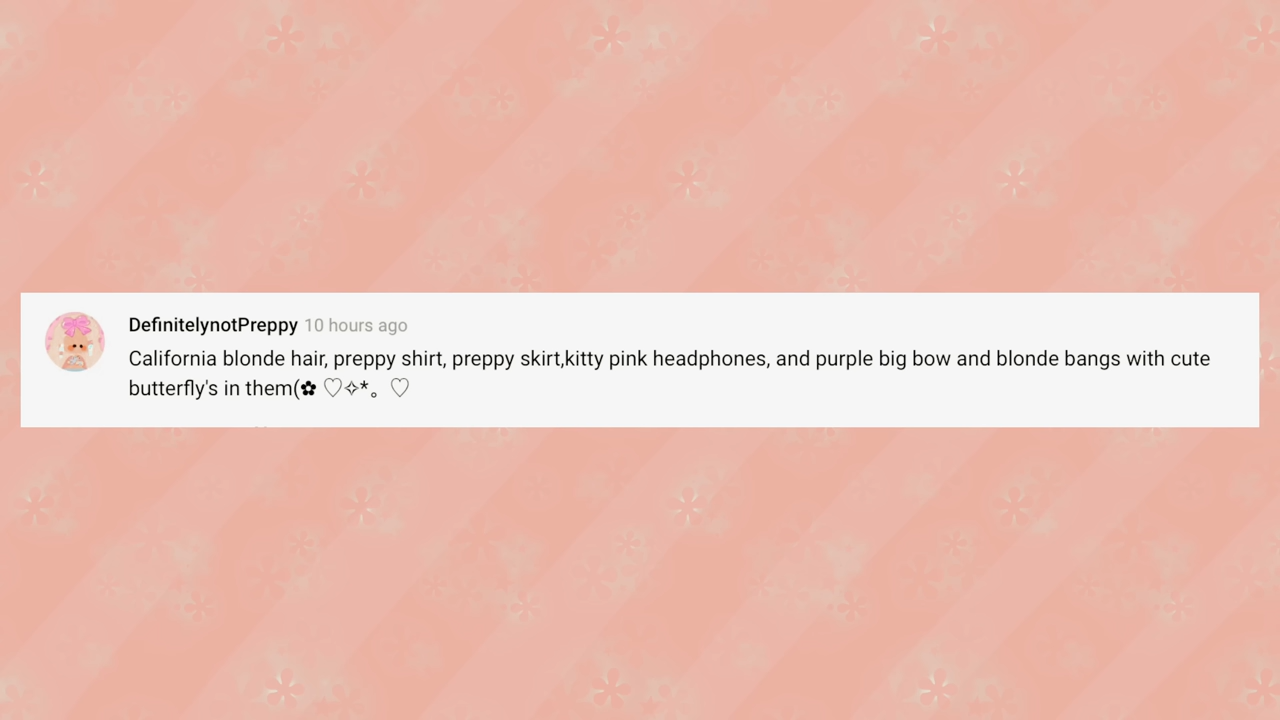 DefinitelynotPreppy 10 hours ago
California blonde hair, preppy shirt, preppy skirt,kitty pink headphones, and purple big bow and blonde bangs with cute
butterfly's in them(✿ ♡✧*。 ♡